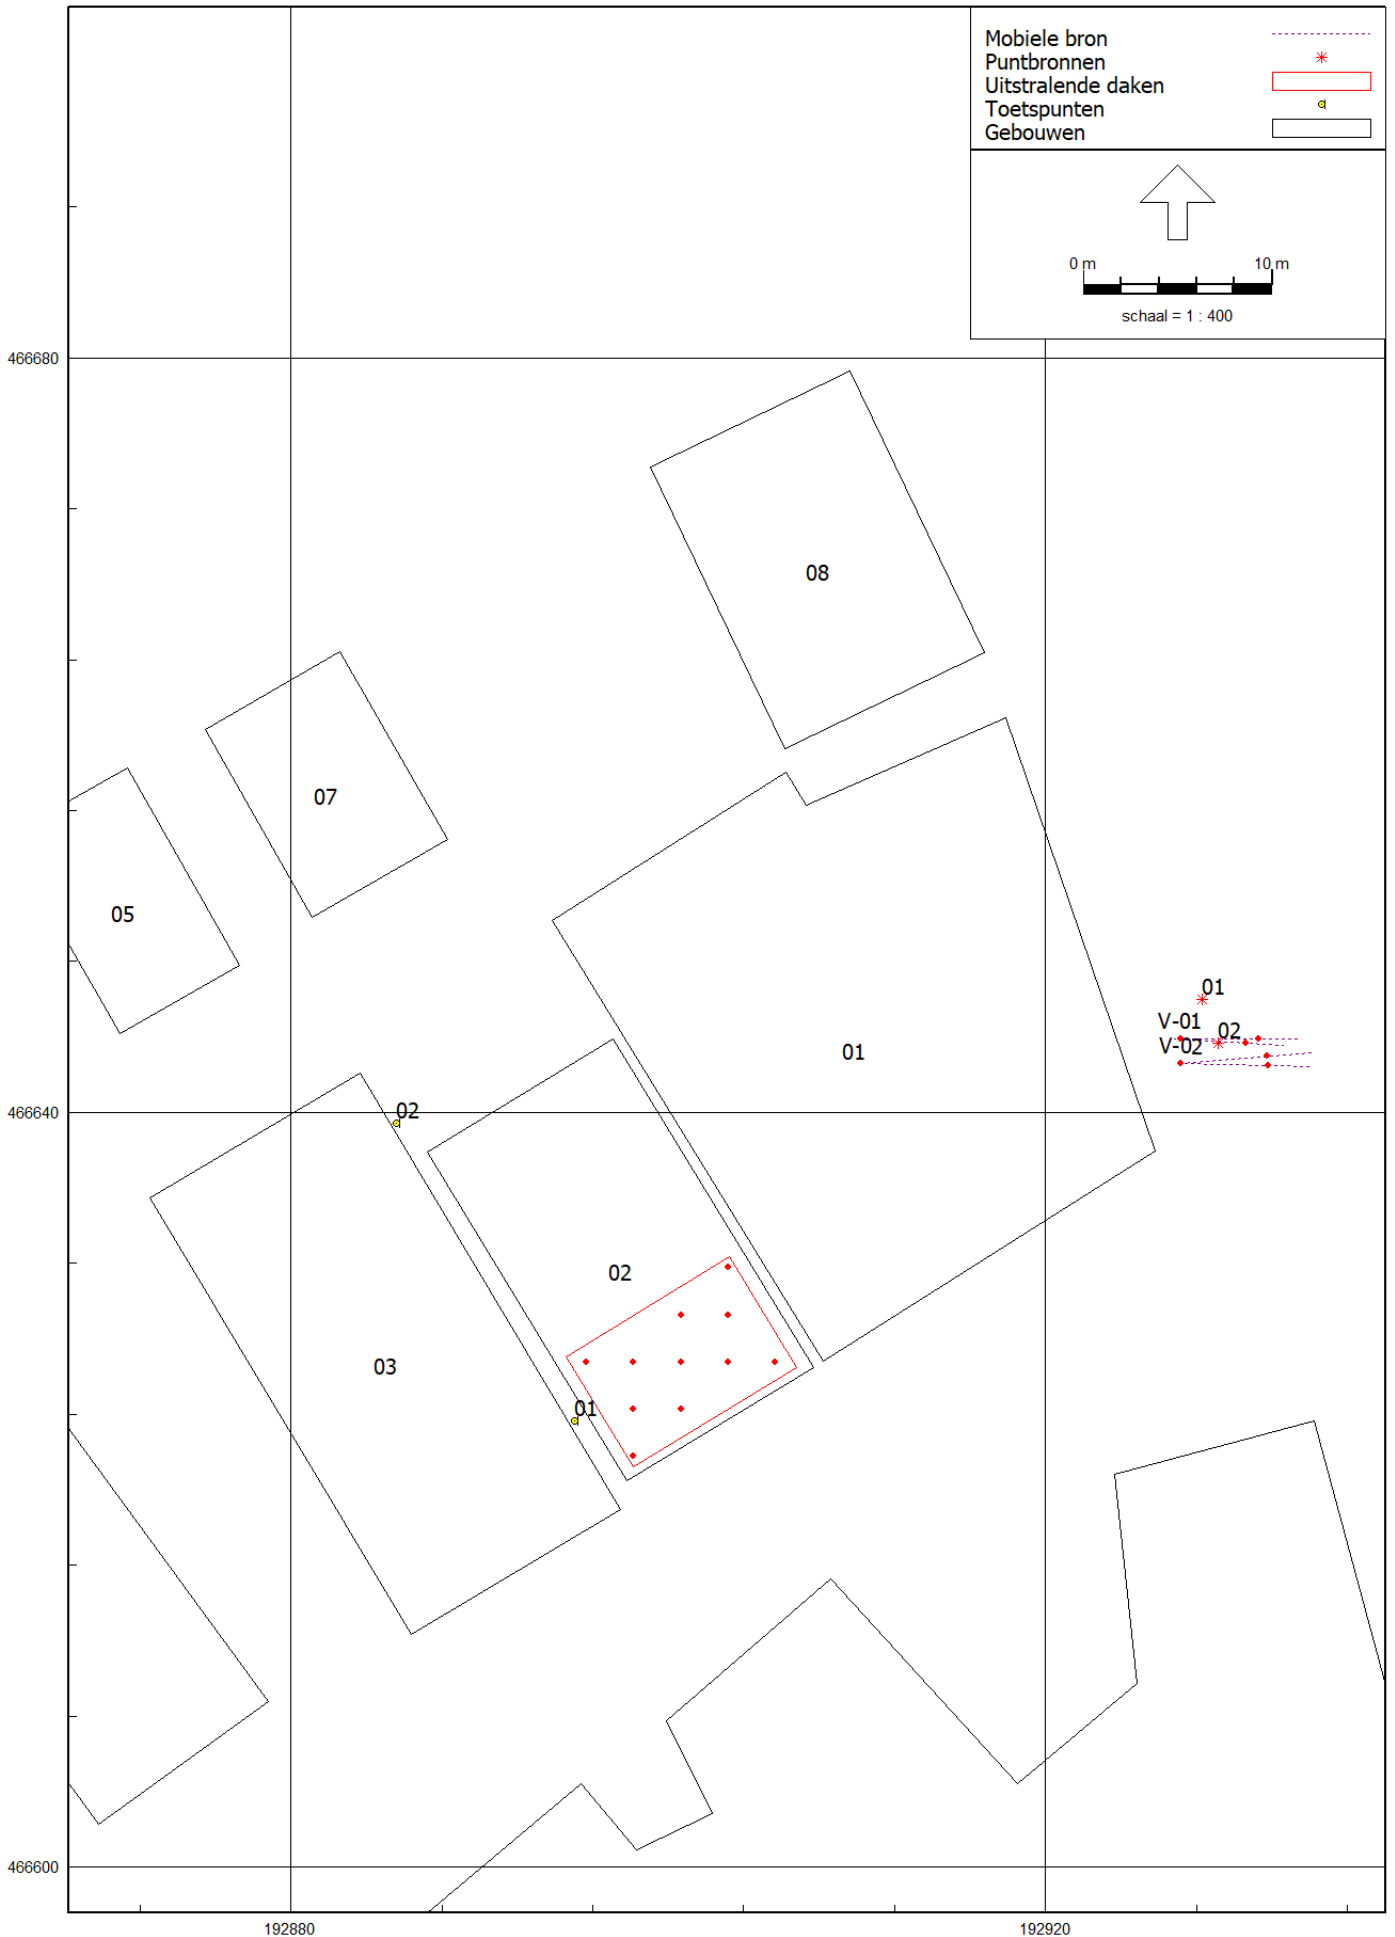 Mobiele bron
Puntbronnen
Uitstralende daken
Toetspunten
Gebouwen
0 m 10 m
schaal = 1 : 400
466680
08
07
05
01
V-01 02
V-02
01
02
466640
02
03
01
466600
192880 192920